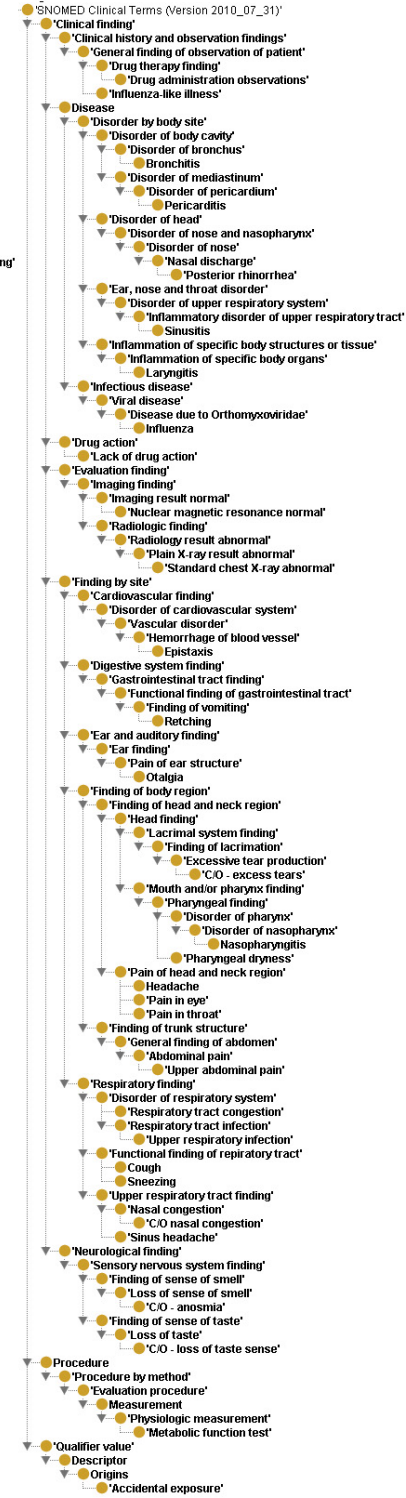 'SNOMED Clinical Terms (Version 2010_07_31)'
'Clinical finding'
'Clinical history and observation findings'
'General finding of observation of patient'
'Drug therapy finding'
'Drug administration observations'
'Influenza-like illness'
Disease
'Disorder by body site'
'Disorder of body cavity'
'Disorder of bronchus'
Bronchitis
'Disorder of mediastinum'
'Disorder of pericardium'
Pericarditis
'Disorder of head'
'Disorder of nose and nasopharynx'
'Disorder of nose'
ng'
'Nasal discharge'
'Posterior rhinorrhea'
'Ear, nose and throat disorder'
'Disorder of upper respiratory system'
'Inflammatory disorder of upper respiratory tract'
Sinusitis
'Inflammation of specific body structures or tissue'
'Inflammation of specific body organs'
Laryngitis
'Infectious disease'
'Viral disease'
'Disease due to Orthomyxoviridae'
Influenza
'Drug action'
'Lack of drug action'
'Evaluation finding'
'Imaging finding'
'Imaging result normal'
'Nuclear magnetic resonance normal'
'Radiologic finding'
'Radiology result abnormal'
'Plain X-ray result abnormal'
'Standard chest X-ray abnormal'
'Finding by site'
'Cardiovascular finding'
'Disorder of cardiovascular system'
'Vascular disorder'
'Hemorrhage of blood vessel'
Epistaxis
'Digestive system finding'
'Gastrointestinal tract finding'
'Functional finding of gastrointestinal tract'
'Finding of vomiting'
Retching
'Ear and auditory finding'
'Ear finding'
'Pain of ear structure'
Otalgia
'Finding of body region'
'Finding of head and neck region'
'Head finding'
'Lacrimal system finding'
'Finding of lacrimation'
'Excessive tear production'
'C/O - excess tears'
'Mouth and/or pharynx finding'
'Pharyngeal finding'
'Disorder of pharynx'
'Disorder of nasopharynx'
Nasopharyngitis
'Pharyngeal dryness'
'Pain of head and neck region'
Headache
'Pain in eye'
'Pain in throat'
'Finding of trunk structure'
'General finding of abdomen'
'Abdominal pain'
'Upper abdominal pain'
'Respiratory finding'
'Disorder of respiratory system'
'Respiratory tract congestion'
'Respiratory tract infection'
'Upper respiratory infection'
'Functional finding of repiratory tract'
Cough
Sneezing
'Upper respiratory tract finding'
'Nasal congestion'
'C/O nasal congestion'
'Sinus headache'
'Neurological finding'
'Sensory nervous system finding'
'Finding of sense of smell'
'Loss of sense of smell'
'C/O - anosmia'
'Finding of sense of taste'
'Loss of taste'
'C/O - loss of taste sense'
Procedure
'Procedure by method'
'Evaluation procedure'
Measurement
'Physiologic measurement'
'Metabolic function test'
'Qualifier value'
Descriptor
Origins
'Accidental exposure'